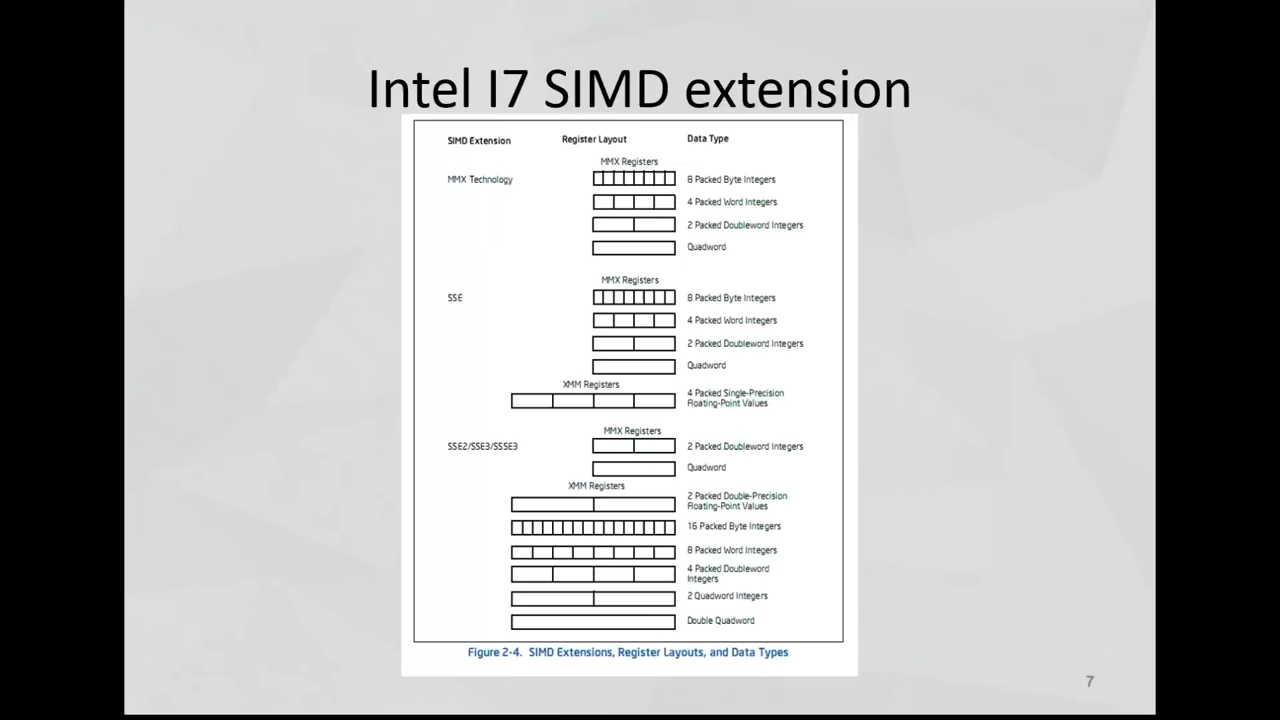 Intel I7 SIMD extension
SIMD Extension Register Layout Data Type
MMX Registers
MMX Technology 8 Packed Byte Integers
4 Packed Word Integers
2 Packed Doubleword Integers
Quadword
MMX Registers
SSE 8 Packed Byte Integers
4 Packed Word Integers
2 Packed Doubleword Integers
Quadword
XMM Registers
4 Packed Single-Precision
Floating-Point Values
MMX Registers
SSE2/SSE3/SSSE3 2 Packed Doubleword Integers
Quadword
XMM Registers
2 Packed Double-Precision
Floating-Point Values
16 Packed Byte Integers
8 Packed Word Integers
4 Packed Doubleword
Integers
2 Quadword Integers
Double Quadword
Figure 2-4. SIMD Extensions, Register Layouts, and Data Types
7